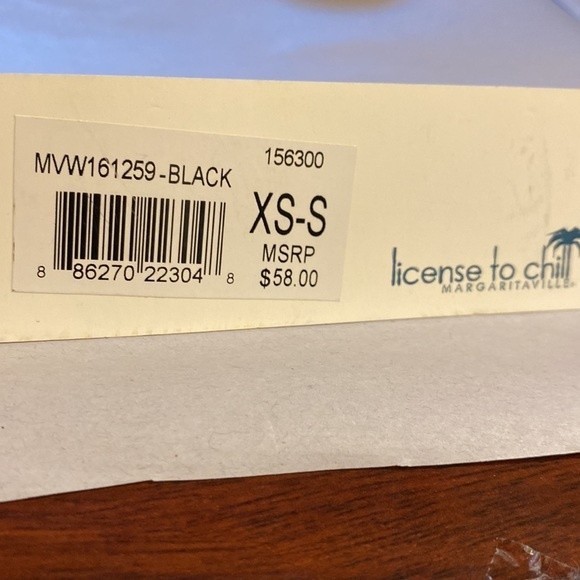 156300
MVW161259-BLACK
XS-S
MSRP
$58.00
8 86270 22304 8
license to chill
MARGARITAVILLE